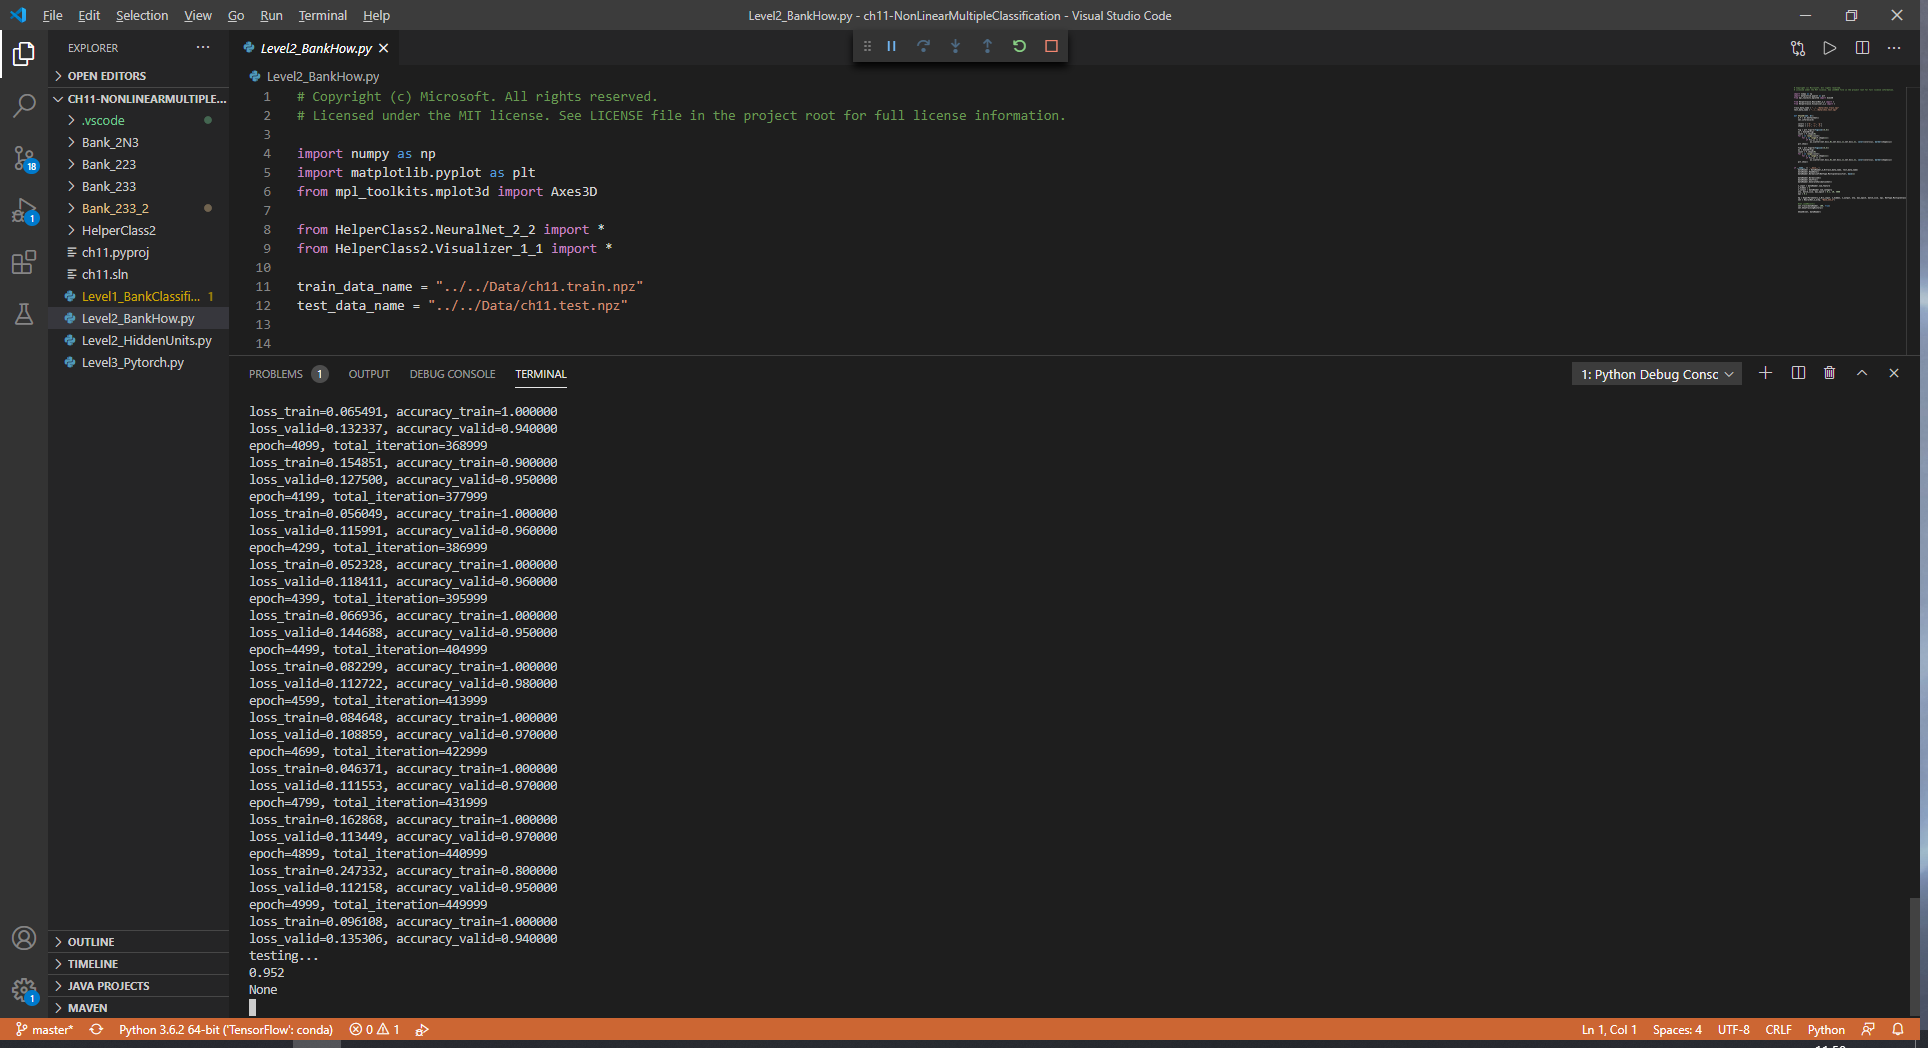 File Edit Selection View Go Run Terminal Help
Level2_BankHow.py - ch11-NonLinearMultipleClassification - Visual Studio Code
EXPLORER
OPEN EDITORS
CH11-NONLINEARMULTIPLE...
.vscode
Bank_2N3
Bank_223
Bank_233
Bank_233_2
HelperClass2
ch11.pyproj
ch11.sln
Level1_BankClassifi... 1
Level2_BankHow.py
Level2_HiddenUnits.py
Level3_Pytorch.py
18
1
OUTLINE
TIMELINE
JAVA PROJECTS
MAVEN
1
Level2_BankHow.py
Level2_BankHow.py
1 # Copyright (c) Microsoft. All rights reserved.
2 # Licensed under the MIT license. See LICENSE file in the project root for full license information.
3
4 import numpy as np
5 import matplotlib.pyplot as plt
6 from mpl_toolkits.mplot3d import Axes3D
7
8 from HelperClass2.NeuralNet_2_2 import *
9 from HelperClass2.Visualizer_1_1 import *
10
11 train_data_name = "../../Data/ch11.train.npz"
12 test_data_name = "../../Data/ch11.test.npz"
13
14
PROBLEMS 1 OUTPUT DEBUG CONSOLE TERMINAL
1: Python Debug Consc
loss_train=0.065491, accuracy_train=1.000000
loss_valid=0.132337, accuracy_valid=0.940000
epoch=4099, total_iteration=368999
loss_train=0.154851, accuracy_train=0.900000
loss_valid=0.127500, accuracy_valid=0.950000
epoch=4199, total_iteration=377999
loss_train=0.056049, accuracy_train=1.000000
loss_valid=0.115991, accuracy_valid=0.960000
epoch=4299, total_iteration=386999
loss_train=0.052328, accuracy_train=1.000000
loss_valid=0.118411, accuracy_valid=0.960000
epoch=4399, total_iteration=395999
loss_train=0.066936, accuracy_train=1.000000
loss_valid=0.144688, accuracy_valid=0.950000
epoch=4499, total_iteration=404999
loss_train=0.082299, accuracy_train=1.000000
loss_valid=0.112722, accuracy_valid=0.980000
epoch=4599, total_iteration=413999
loss_train=0.084648, accuracy_train=1.000000
loss_valid=0.108859, accuracy_valid=0.970000
epoch=4699, total_iteration=422999
loss_train=0.046371, accuracy_train=1.000000
loss_valid=0.111553, accuracy_valid=0.970000
epoch=4799, total_iteration=431999
loss_train=0.162868, accuracy_train=1.000000
loss_valid=0.113449, accuracy_valid=0.970000
epoch=4899, total_iteration=440999
loss_train=0.247332, accuracy_train=0.800000
loss_valid=0.112158, accuracy_valid=0.950000
epoch=4999, total_iteration=449999
loss_train=0.096108, accuracy_train=1.000000
loss_valid=0.135306, accuracy_valid=0.940000
testing...
0.952
None
master* Python 3.6.2 64-bit ('TensorFlow': conda) 0 1
Ln 1, Col 1 Spaces: 4 UTF-8 CRLF Python